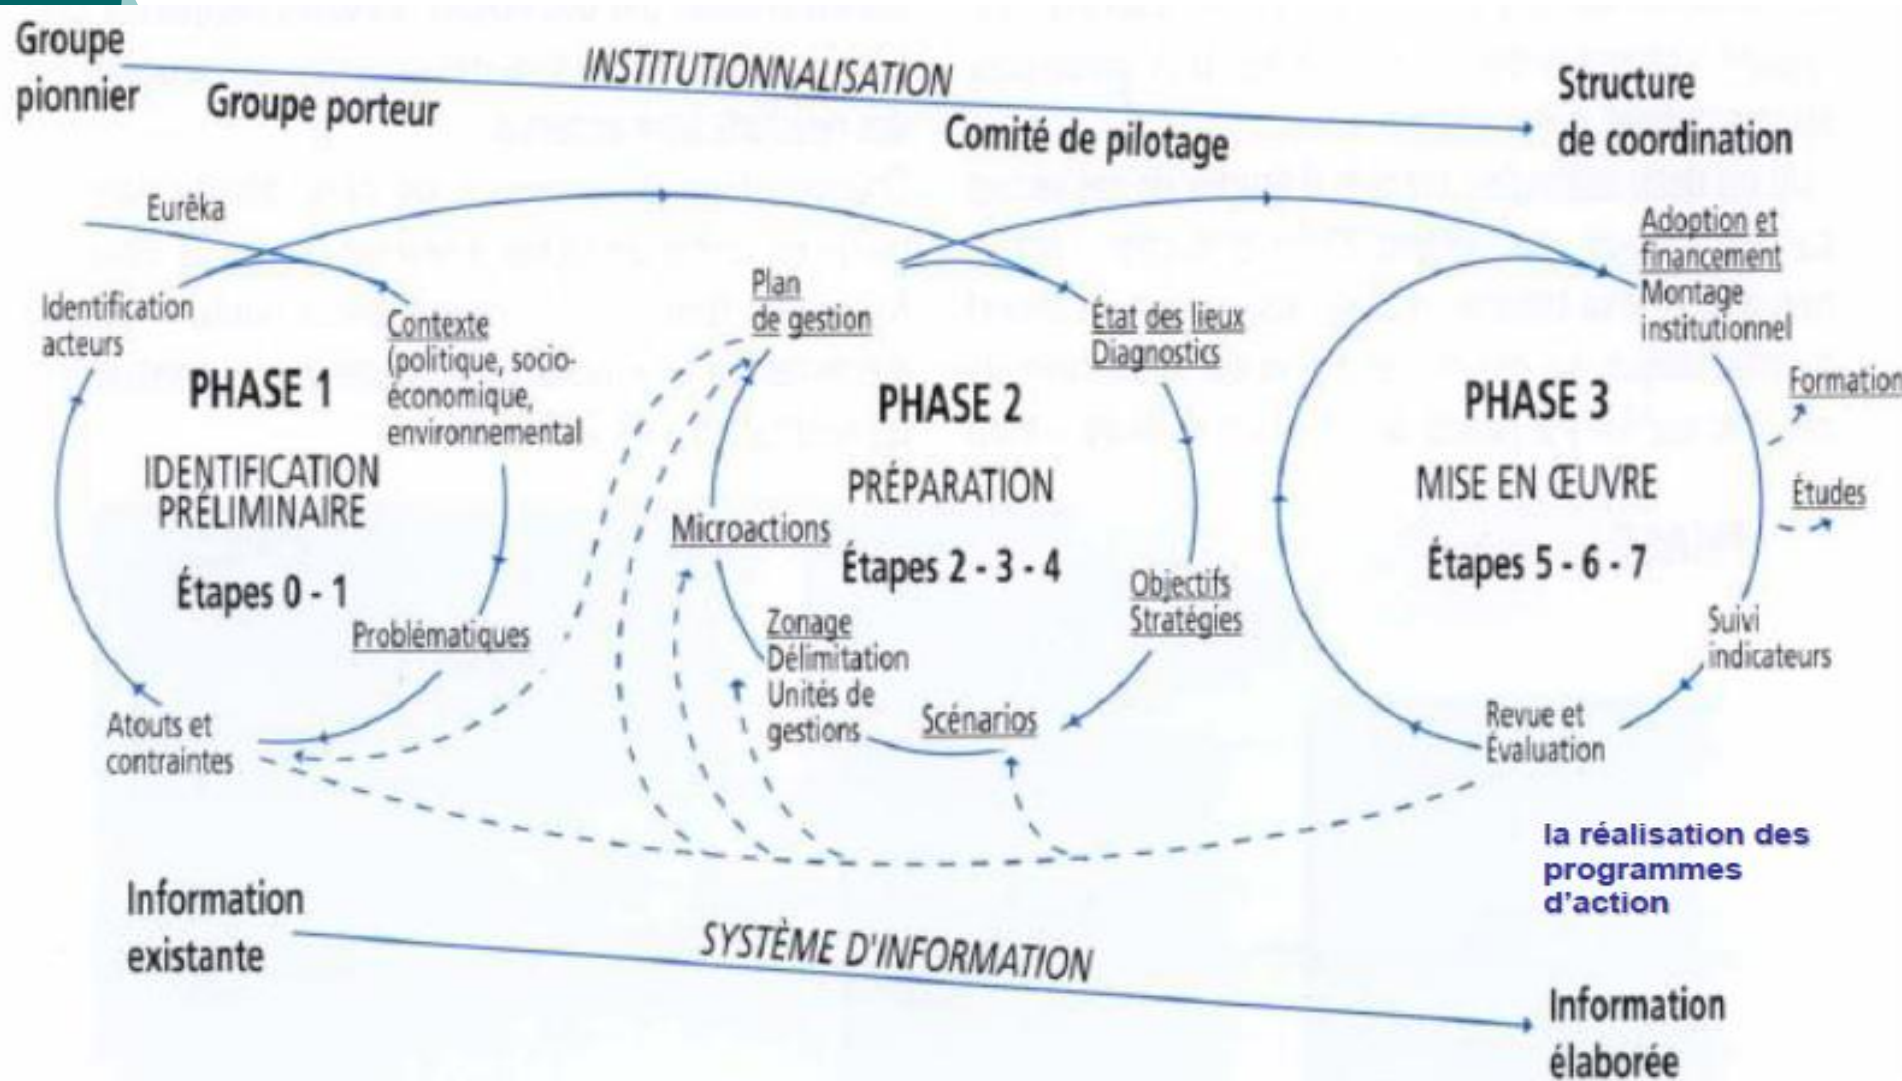 Groupe
pionnier
Groupe porteur
INSTITUTIONNALISATION
Comité de pilotage
Structure
de coordination
Eurêka
Identification
acteurs
Contexte
(politique, socio-
économique,
environnemental
PHASE 1
IDENTIFICATION
PRÉLIMINAIRE
Étapes 0 - 1
Problématiques
Atouts et
contraintes
Plan
de gestion
État des lieux
Diagnostics
PHASE 2
PRÉPARATION
Étapes 2 - 3 - 4
Microactions
Objectifs
Stratégies
Zonage
Délimitation
Unités de
gestions
Scénarios
Adoption et
financement
Montage
institutionnel
PHASE 3
MISE EN ŒUVRE
Étapes 5 - 6 - 7
Formation
Études
Suivi
indicateurs
Revue et
Évaluation
la réalisation des
programmes
d'action
Information
existante
SYSTÈME D'INFORMATION
Information
élaborée